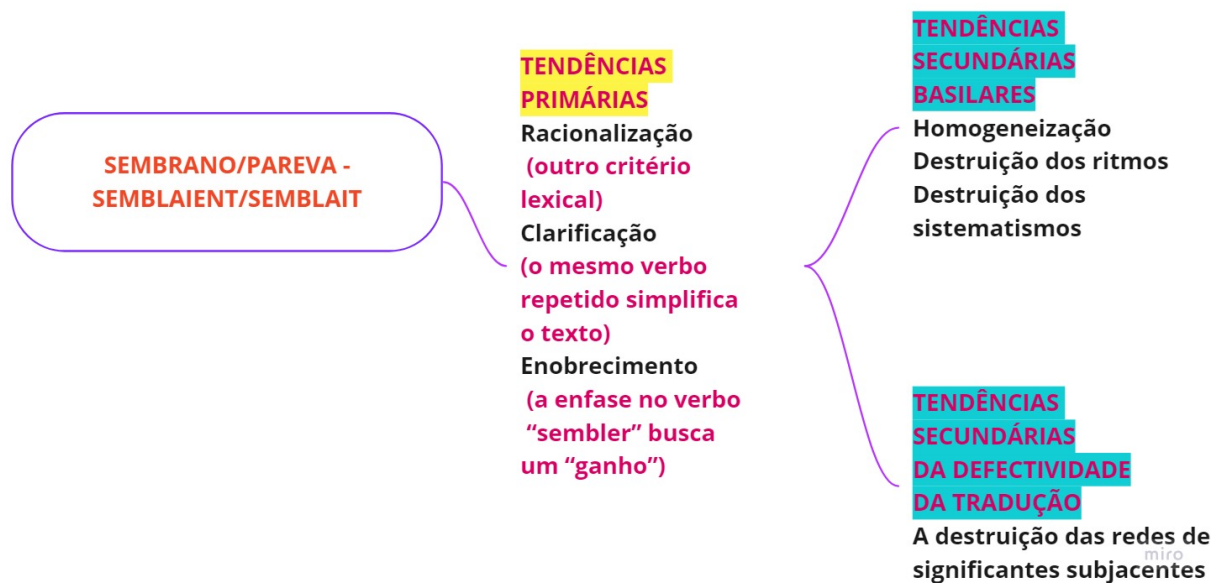 SEMBRANO/PAREVA -
SEMBLAIENT/SEMBLAIT
TENDÊNCIAS
PRIMÁRIAS
Racionalização
(outro critério
lexical)
Clarificação
(o mesmo verbo
repetido simplifica
o texto)
Enobrecimento
(a enfase no verbo
“sembler” busca
um “ganho”)
TENDÊNCIAS
SECUNDÁRIAS
BASILARES
Homogeneização
Destruição dos ritmos
Destruição dos
sistematismos
TENDÊNCIAS
SECUNDÁRIAS
DA DEFECTIVIDADE
DA TRADUÇÃO
A destruição das redes de
significantes subjacentes
miro